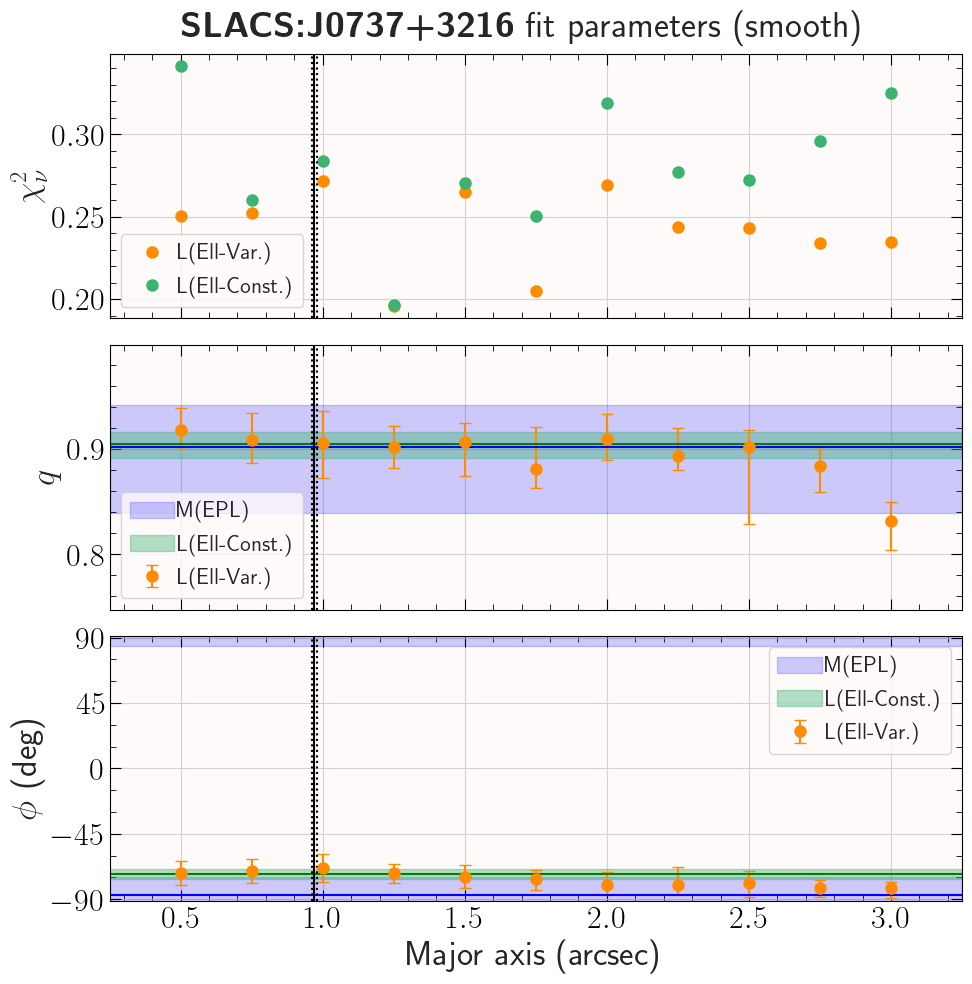 SLACS:J0737+3216 fit parameters (smooth)
χ²ᵥ
0.30
0.25
0.20
L(Ell-Var.)
L(Ell-Const.)
q
0.9
0.8
M(EPL)
L(Ell-Const.)
L(Ell-Var.)
ϕ (deg)
90
45
0
−45
−90
M(EPL)
L(Ell-Const.)
L(Ell-Var.)
0.5 1.0 1.5 2.0 2.5 3.0
Major axis (arcsec)